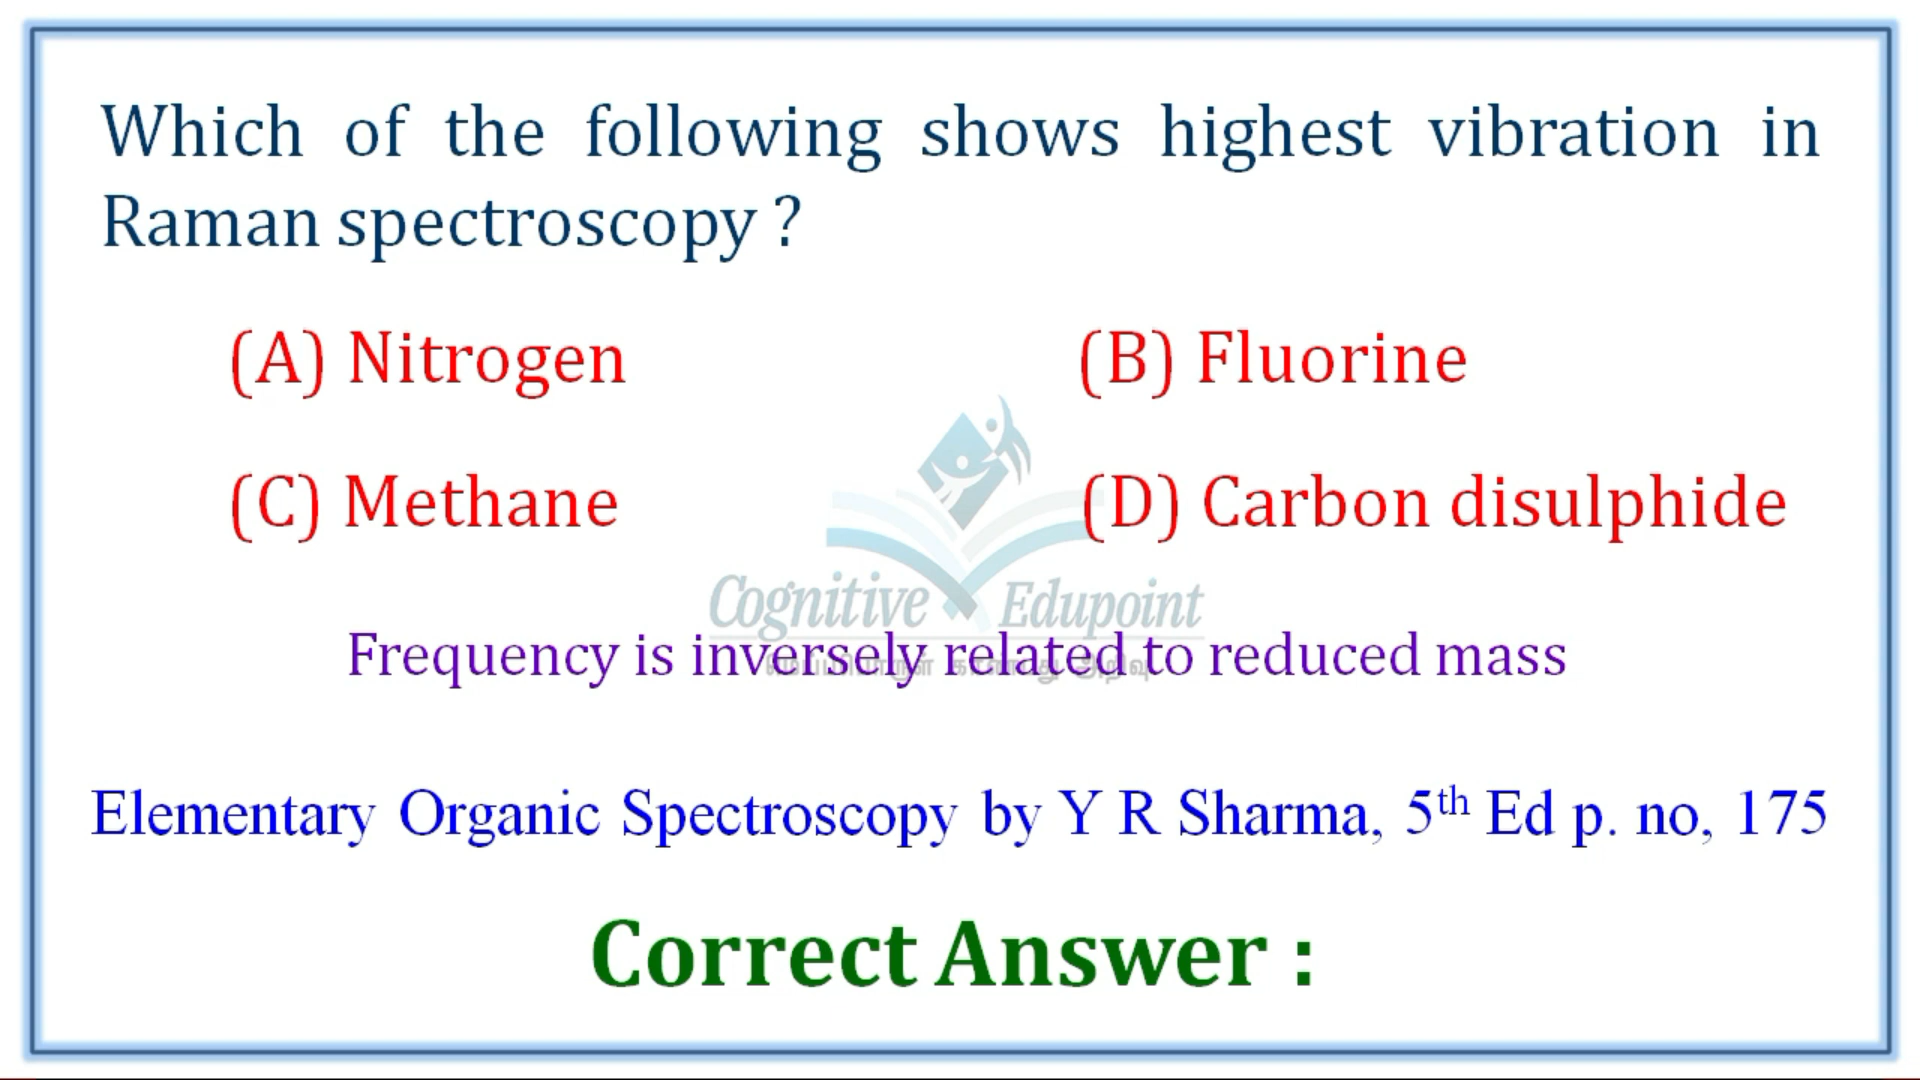 Which of the following shows highest vibration in
Raman spectroscopy ?
(A) Nitrogen
(B) Fluorine
(C) Methane
(D) Carbon disulphide
Cognitive Edupoint
Frequency is inversely related to reduced mass
Elementary Organic Spectroscopy by Y R Sharma, 5th Ed p. no, 175
Correct Answer :